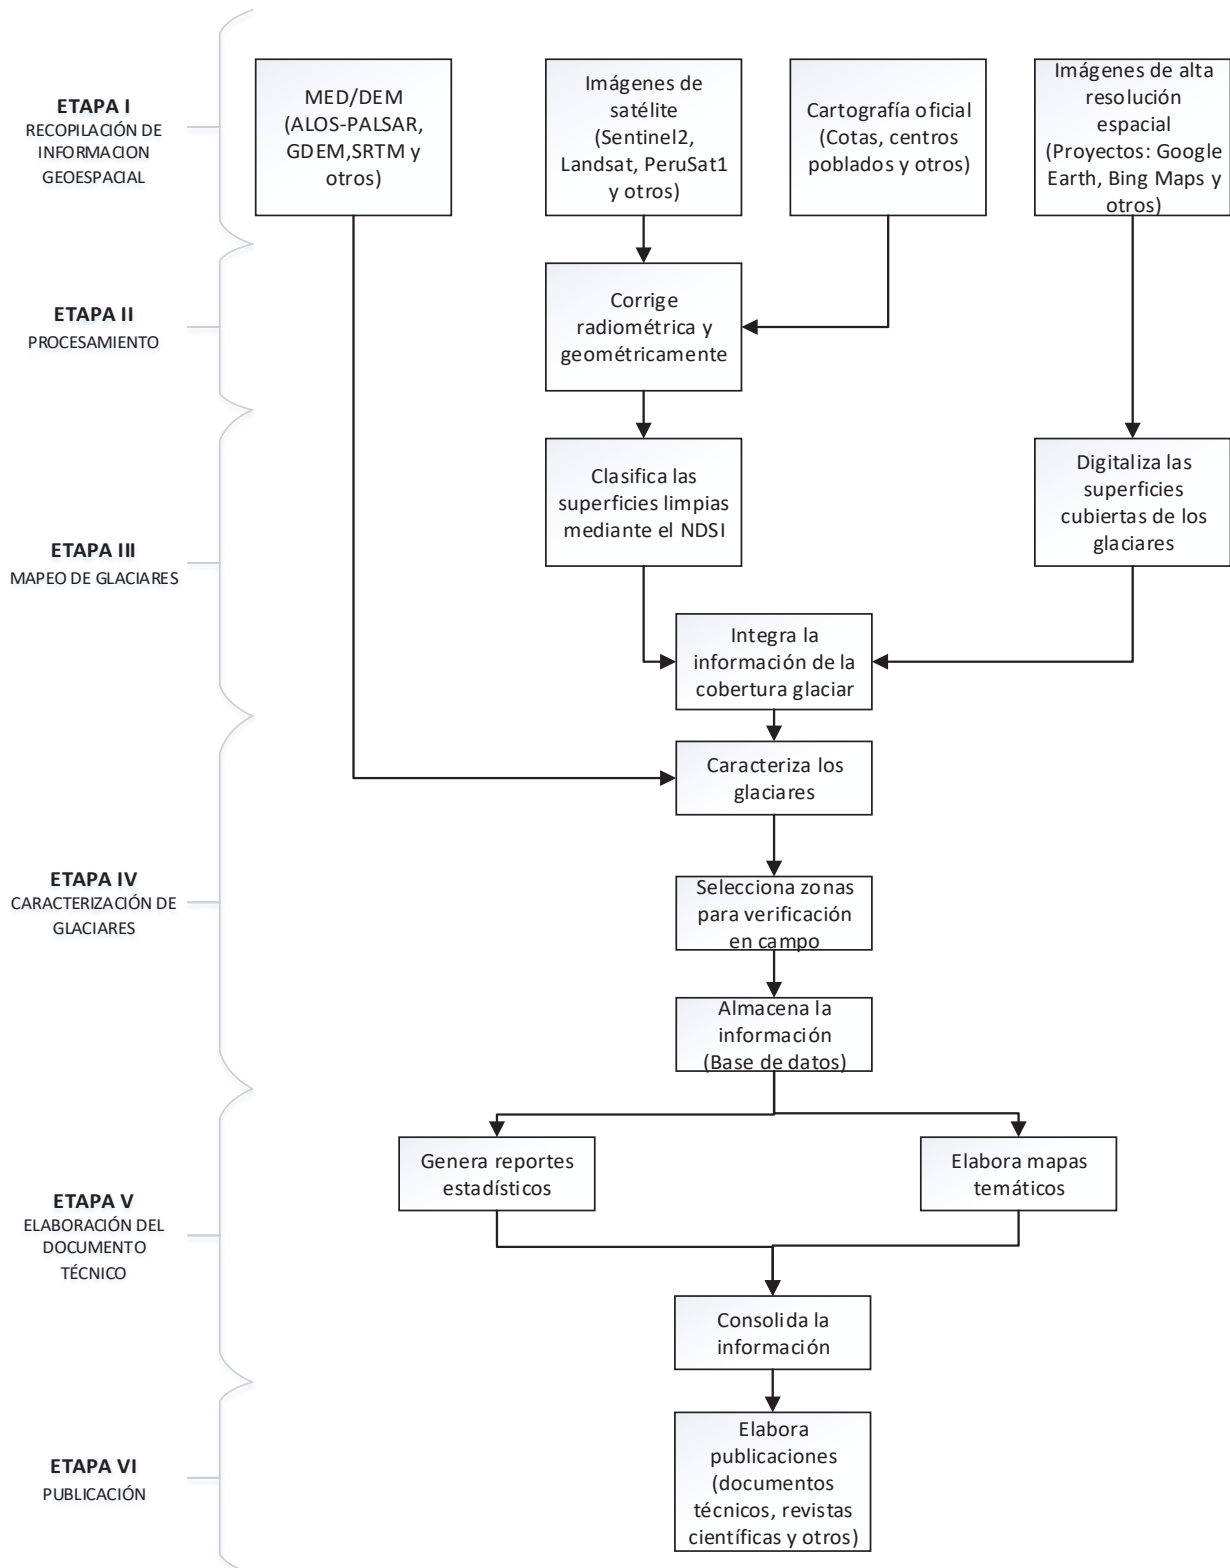 ETAPA I
RECOPILACIÓN DE
INFORMACION
GEOESPACIAL
MED/DEM
(ALOS-PALSAR,
GDEM,SRTM y
otros)
Imágenes de
satélite
(Sentinel2,
Landsat, PeruSat1
y otros)
Cartografía oficial
(Cotas, centros
poblados y otros)
Imágenes de alta
resolución
espacial
(Proyectos: Google
Earth, Bing Maps y
otros)
ETAPA II
PROCESAMIENTO
Corrige
radiométrica y
geométricamente
ETAPA III
MAPEO DE GLACIARES
Clasifica las
superficies limpias
mediante el NDSI
Digitaliza las
superficies
cubiertas de los
glaciares
Integra la
información de la
cobertura glaciar
ETAPA IV
CARACTERIZACIÓN DE
GLACIARES
Caracteriza los
glaciares
Selecciona zonas
para verificación
en campo
Almacena la
información
(Base de datos)
ETAPA V
ELABORACIÓN DEL
DOCUMENTO
TÉCNICO
Genera reportes
estadísticos
Elabora mapas
temáticos
Consolida la
información
ETAPA VI
PUBLICACIÓN
Elabora
publicaciones
(documentos
técnicos, revistas
científicas y otros)